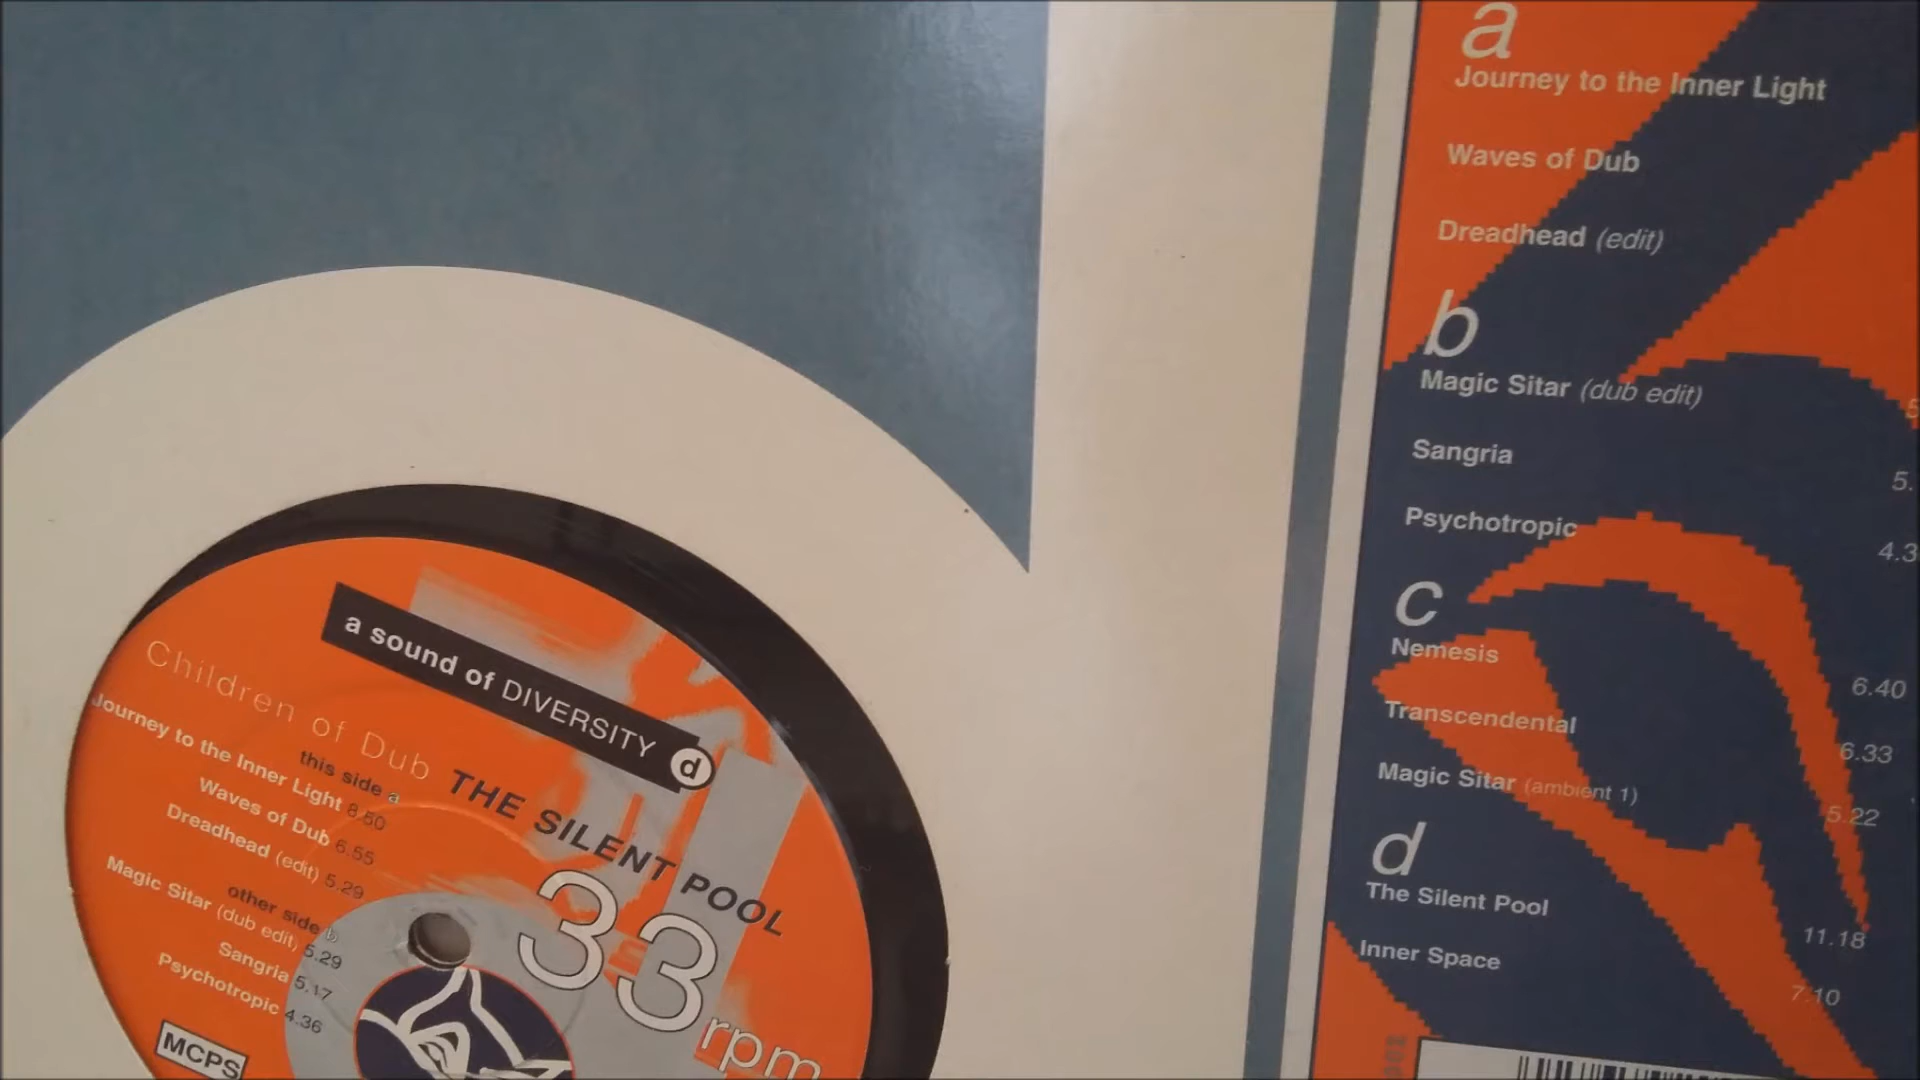 a sound of DIVERSITY d
Children of Dub THE SILENT POOL
this side a
Journey to the Inner Light 8.50
Waves of Dub 6.55
Dreadhead (edit) 5.29
other side b
Magic Sitar (dub edit) 5.29
Sangria 5.17
Psychotropic 4.36
33 rpm
MCPS
a
Journey to the Inner Light
Waves of Dub
Dreadhead (edit)
b
Magic Sitar (dub edit)
Sangria 5.
Psychotropic 4.3
c
Nemesis 6.40
Transcendental 6.33
Magic Sitar (ambient 1) 5.22
d
The Silent Pool 11.18
Inner Space 7.10